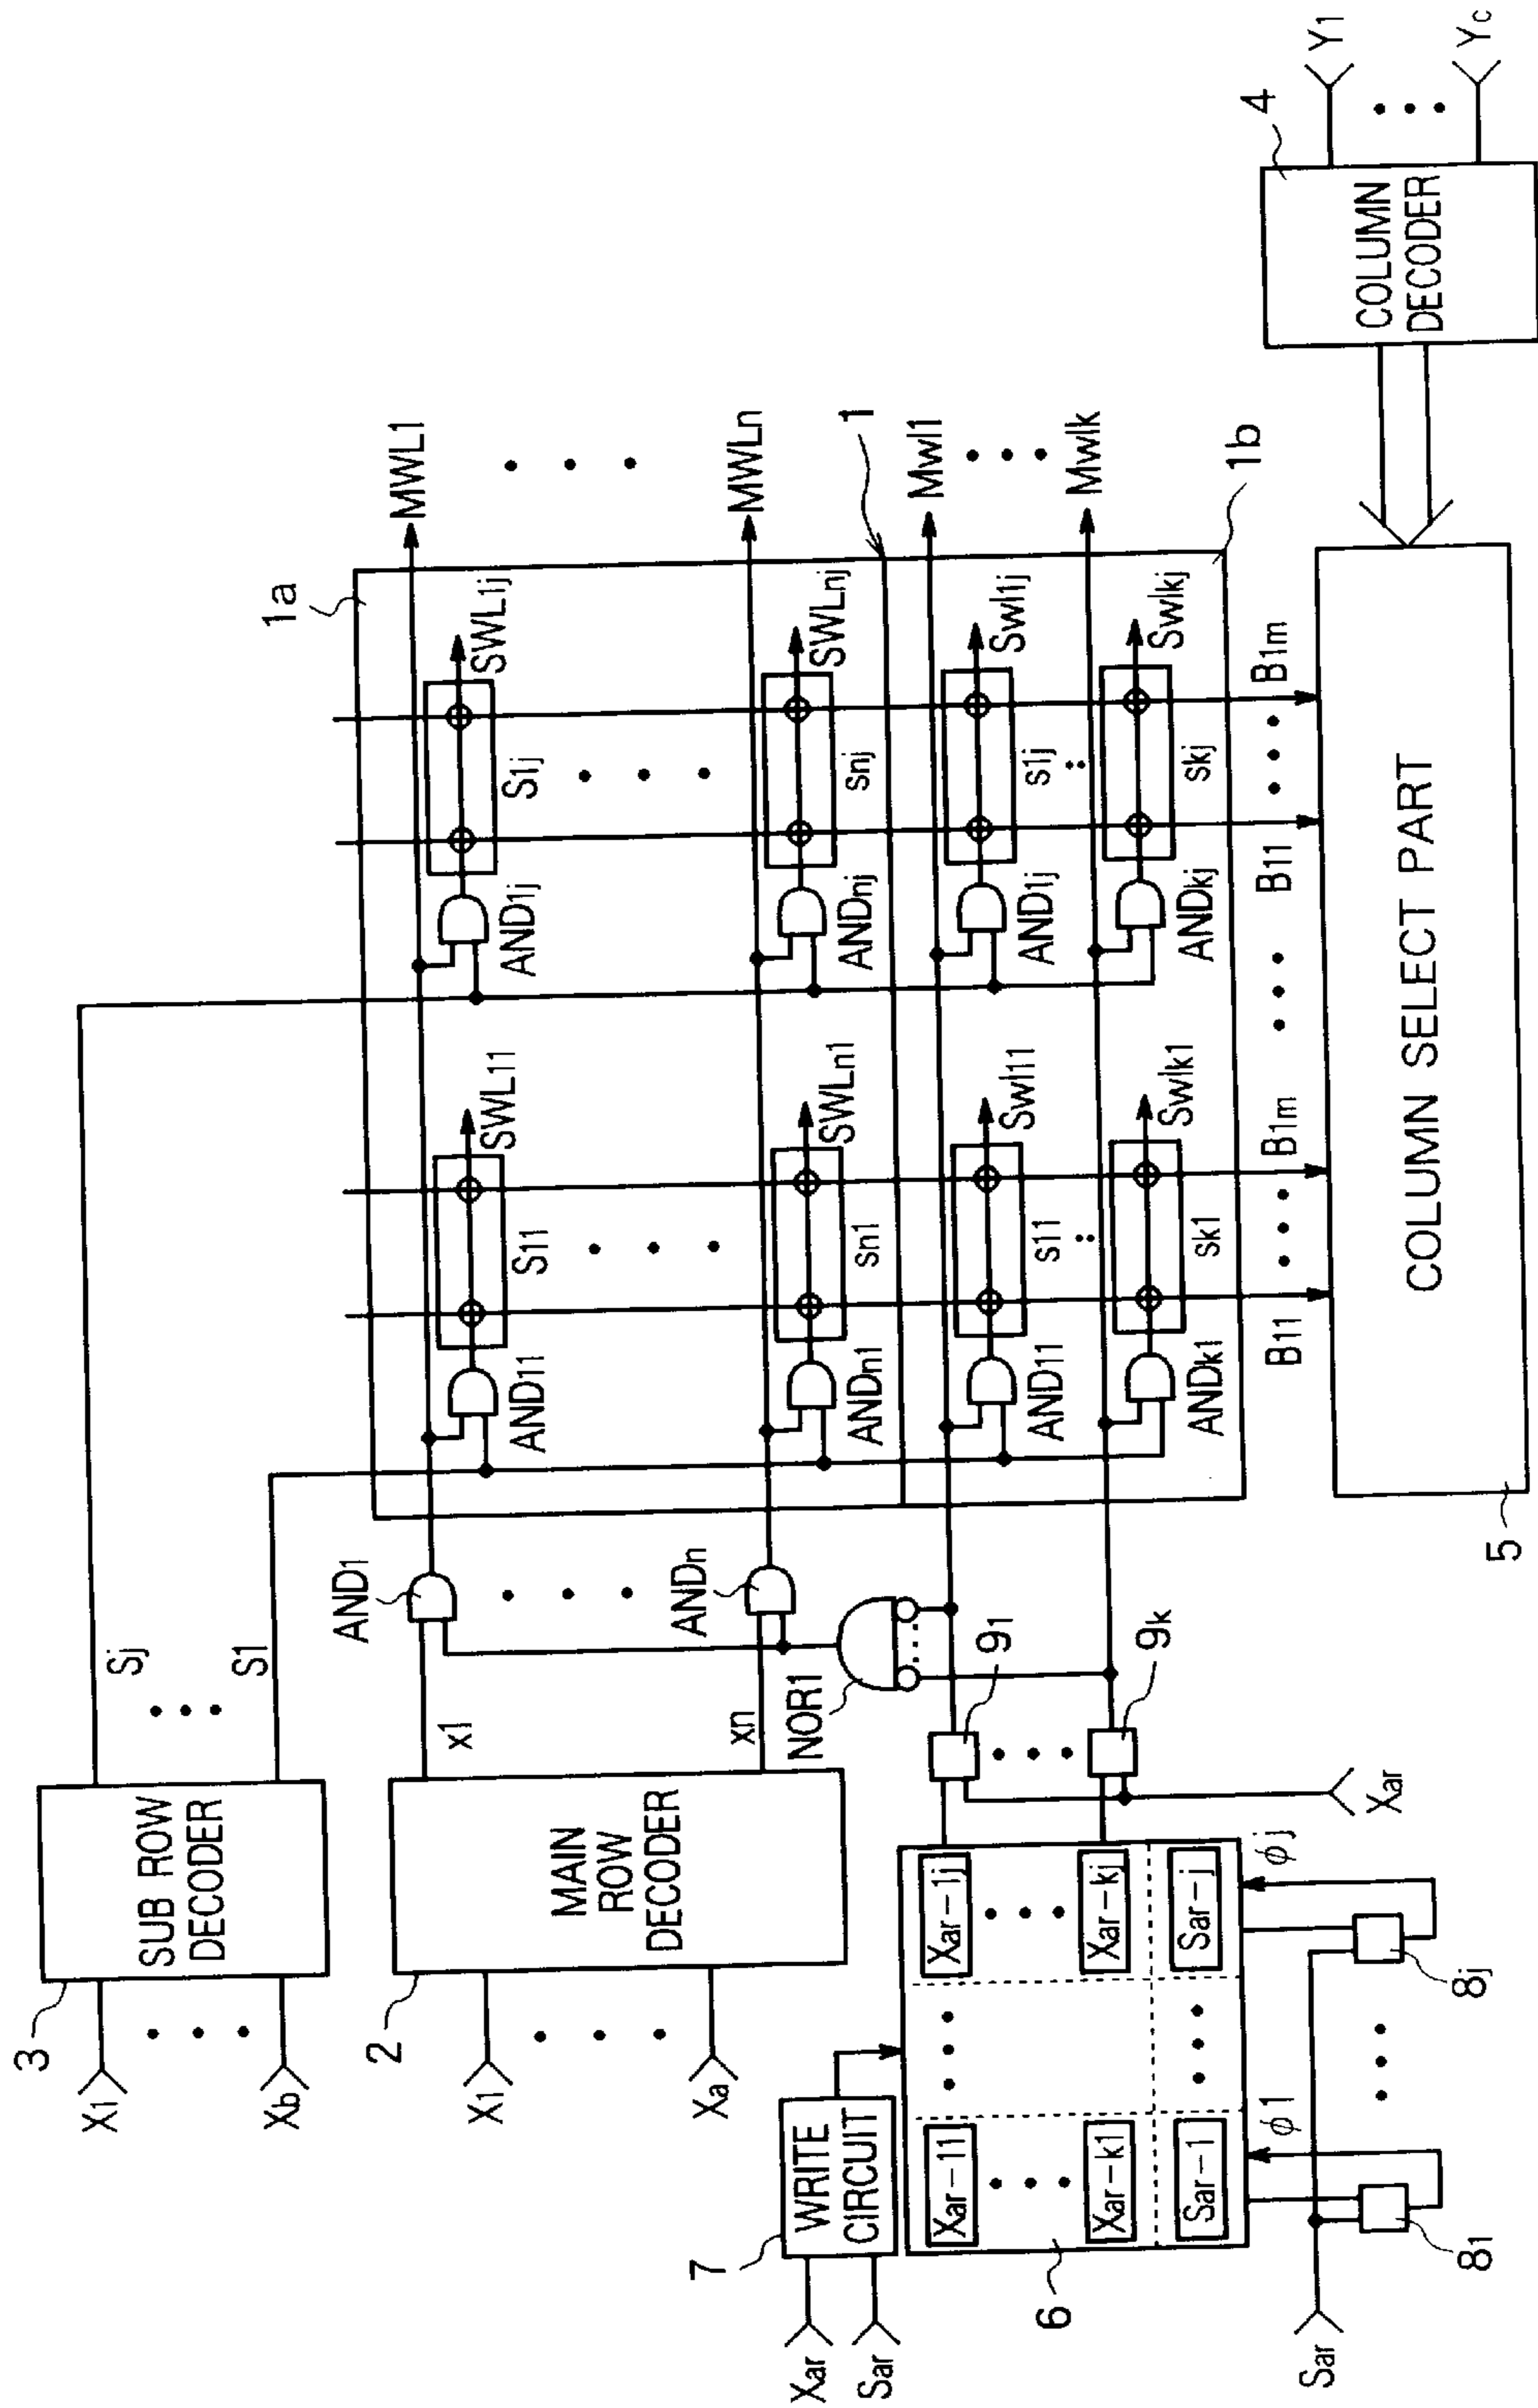 3
X1
Xb
SUB ROW
DECODER
Sj
S1
2
X1
Xa
MAIN
ROW
DECODER
x1
xn
AND1
ANDn
NOR1
1a
MWL1
SWL11
S11
AND11
SWL1j
S1j
AND1j
MWLn
SWLn1
sn1
ANDn1
SWLnj
snj
ANDnj
1
Mwl1
Swl11
s11
AND11
Swl1j
s1j
AND1j
Mwlk
Swlk1
sk1
ANDk1
Swlkj
skj
ANDkj
1b
7
Xar
Sar
WRITE
CIRCUIT
6
Xar-11
Xar-1j
Xar-k1
Xar-kj
Sar-1
Sar-j
91
9k
Xar
ϕ1
ϕj
Sar
81
8j
B11
B1m
B11
B1m
5
COLUMN SELECT PART
4
COLUMN
DECODER
Y1
Yc